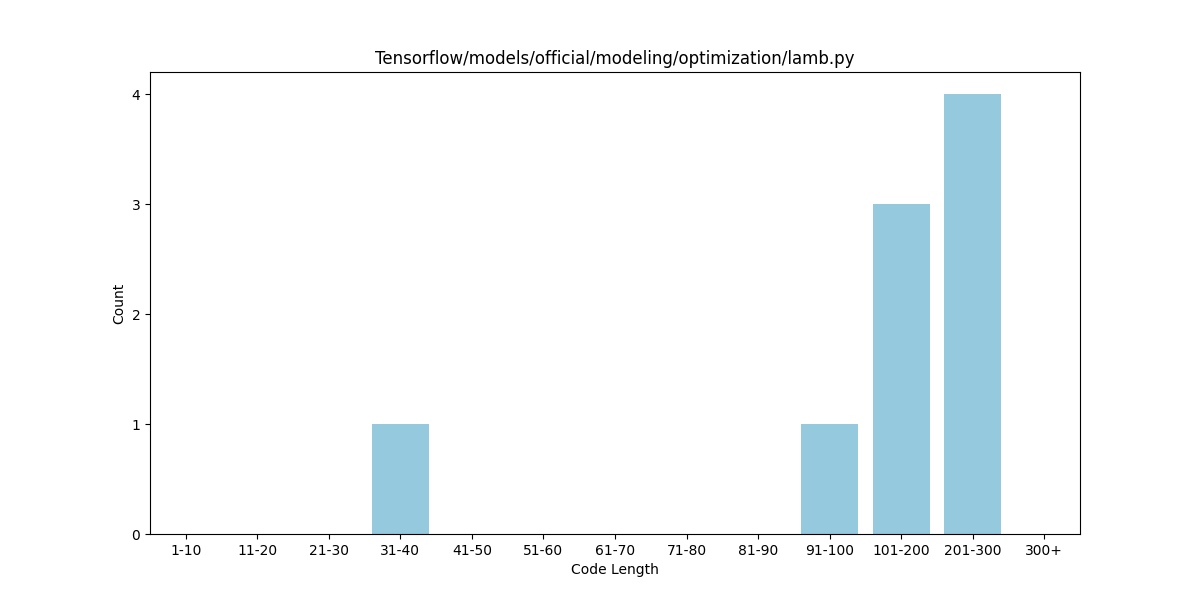 Tensorflow/models/official/modeling/optimization/lamb.py
4
3
2
1
0
Count
1-10 11-20 21-30 31-40 41-50 51-60 61-70 71-80 81-90 91-100 101-200 201-300 300+
Code Length